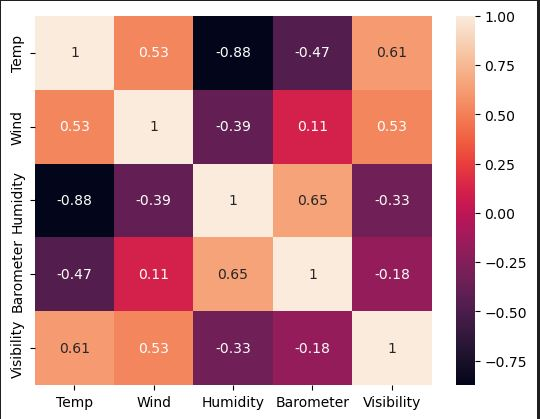 Temp 1 0.53 -0.88 -0.47 0.61
Wind 0.53 1 -0.39 0.11 0.53
Humidity -0.88 -0.39 1 0.65 -0.33
Barometer -0.47 0.11 0.65 1 -0.18
Visibility 0.61 0.53 -0.33 -0.18 1
Temp Wind Humidity Barometer Visibility
1.00
0.75
0.50
0.25
0.00
−0.25
−0.50
−0.75